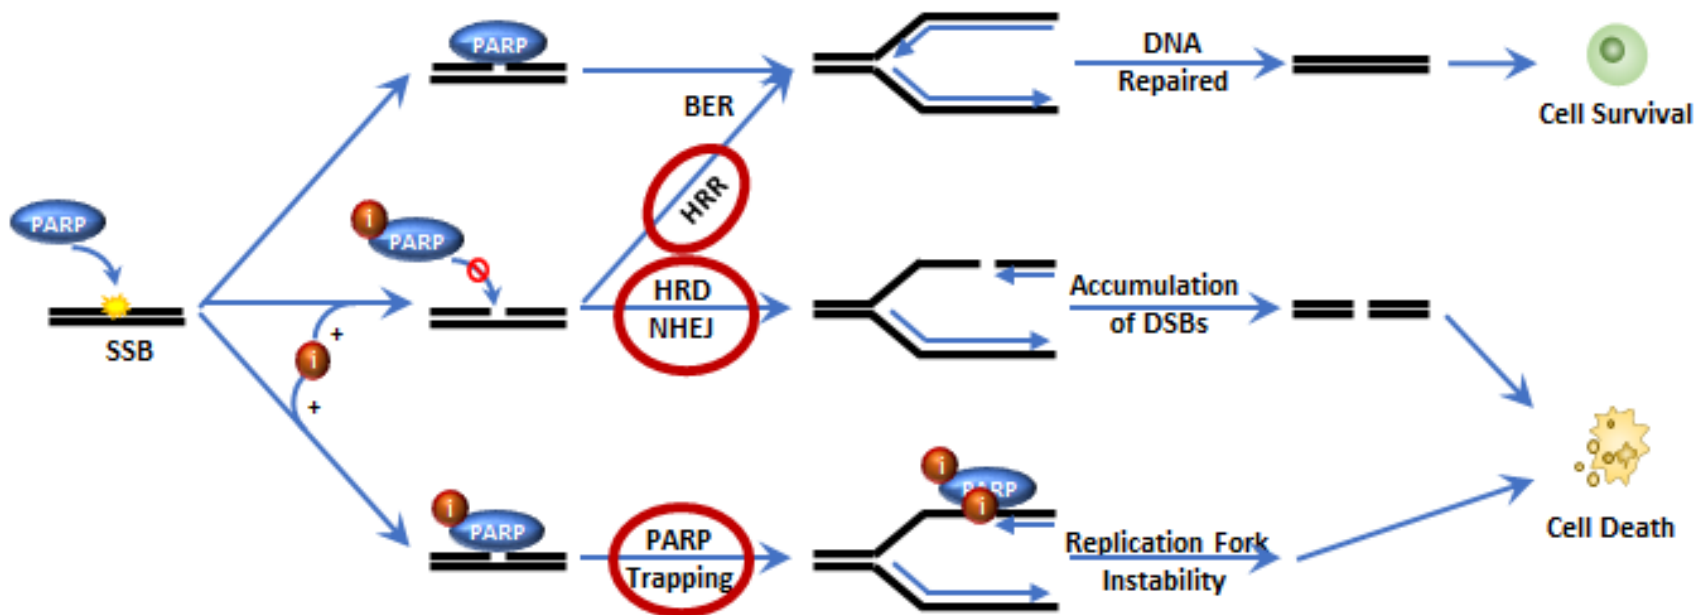 PARP
DNA
Repaired
Cell Survival
BER
HRR
PARP
SSB
i
PARP
HRD
NHEJ
Accumulation
of DSBs
+
i
+
i
PARP
PARP
Trapping
i
PARP
i
Replication Fork
Instability
Cell Death